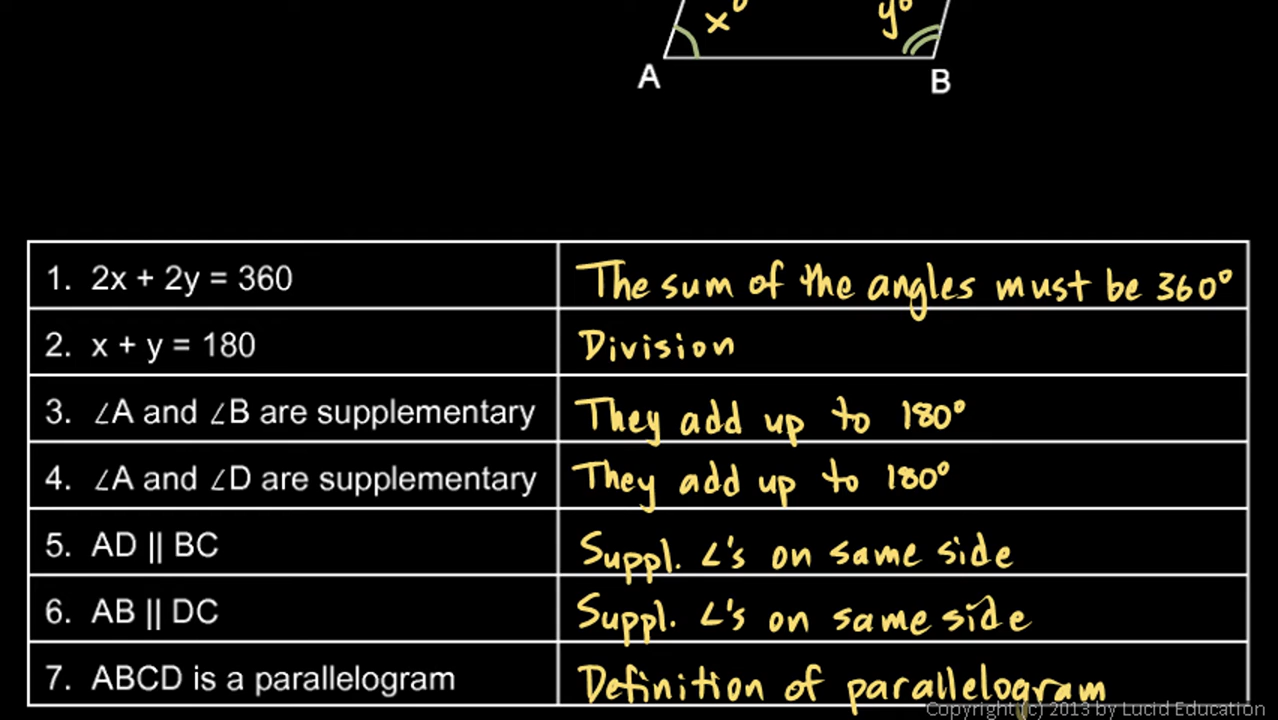 x° y°
A B
1. 2x + 2y = 360 The sum of the angles must be 360°
2. x + y = 180 Division
3. ∠A and ∠B are supplementary They add up to 180°
4. ∠A and ∠D are supplementary They add up to 180°
5. AD || BC Suppl. ∠'s on same side
6. AB || DC Suppl. ∠'s on same side
7. ABCD is a parallelogram Definition of parallelogram
Copyright (c) 2013 by Lucid Education